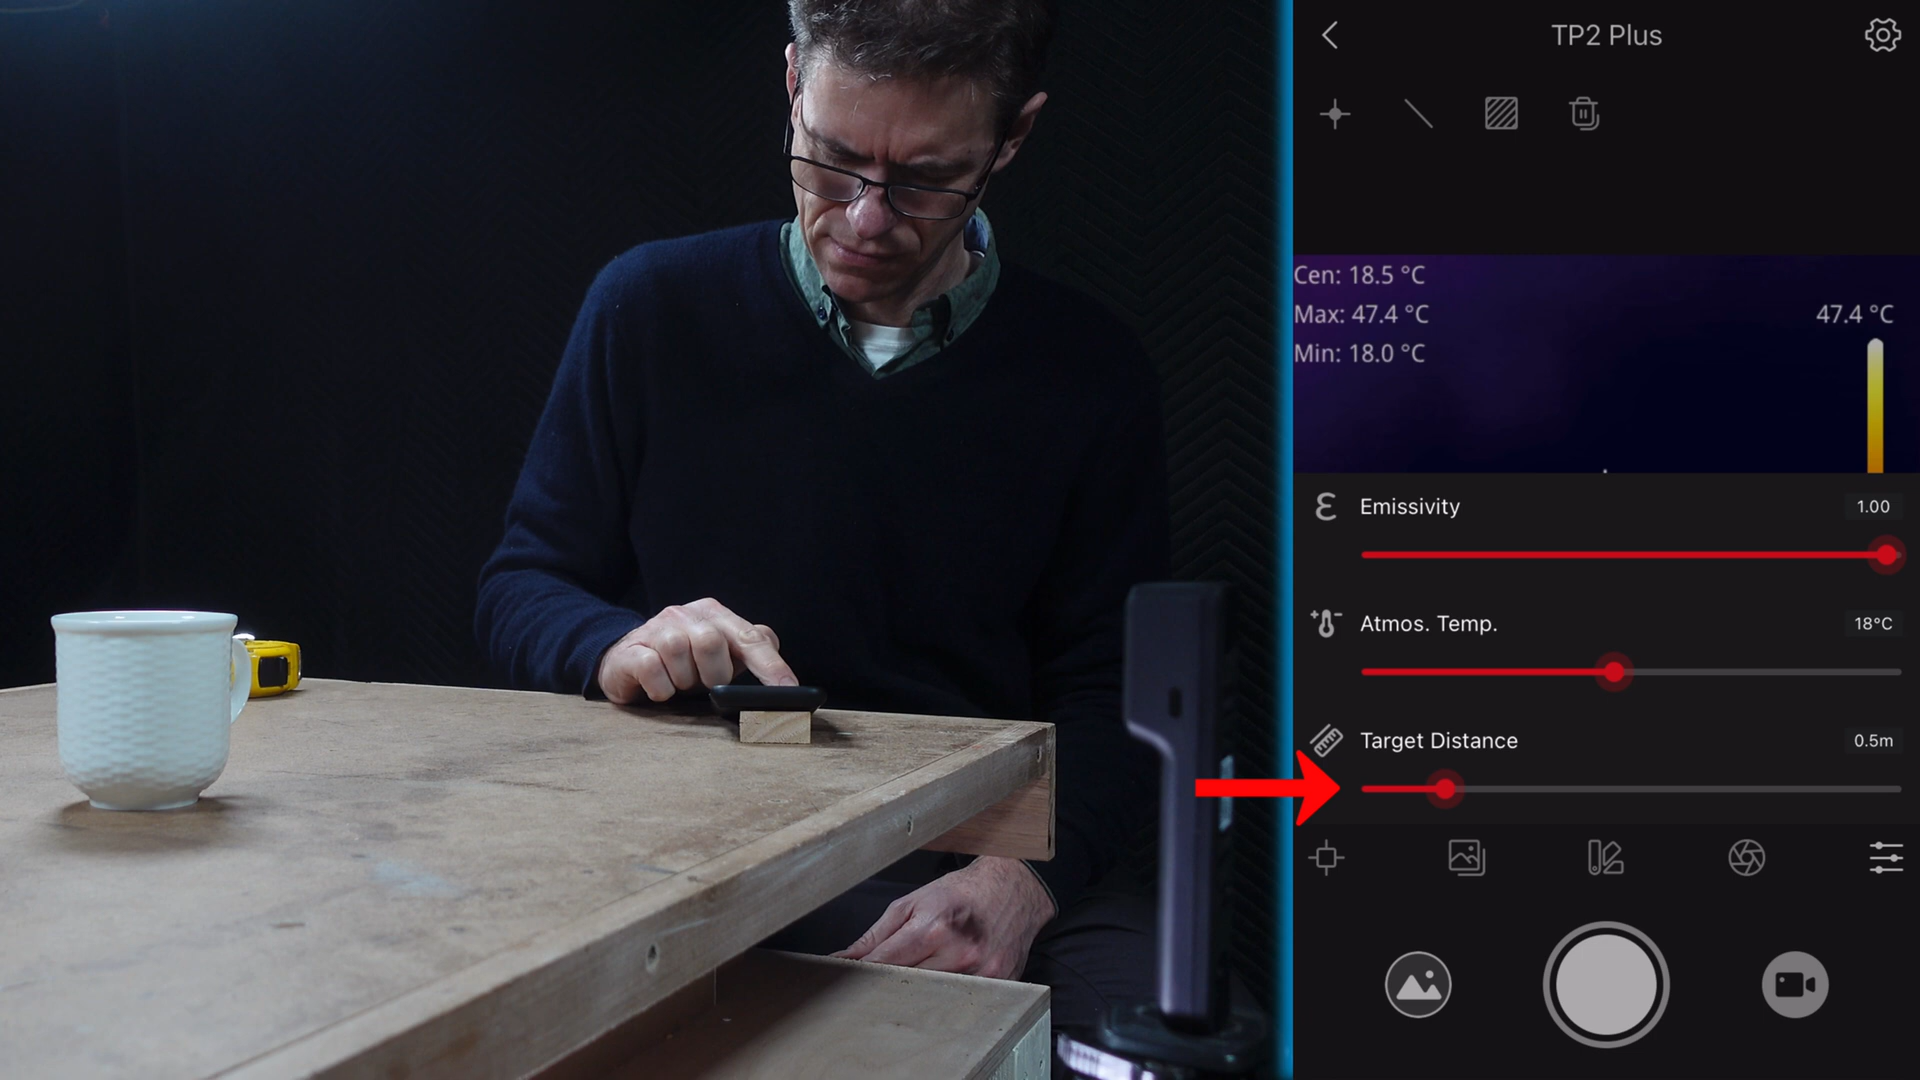 TP2 Plus
Cen: 18.5 °C
Max: 47.4 °C
47.4 °C
Min: 18.0 °C
ε Emissivity 1.00
Atmos. Temp. 18°C
Target Distance 0.5m